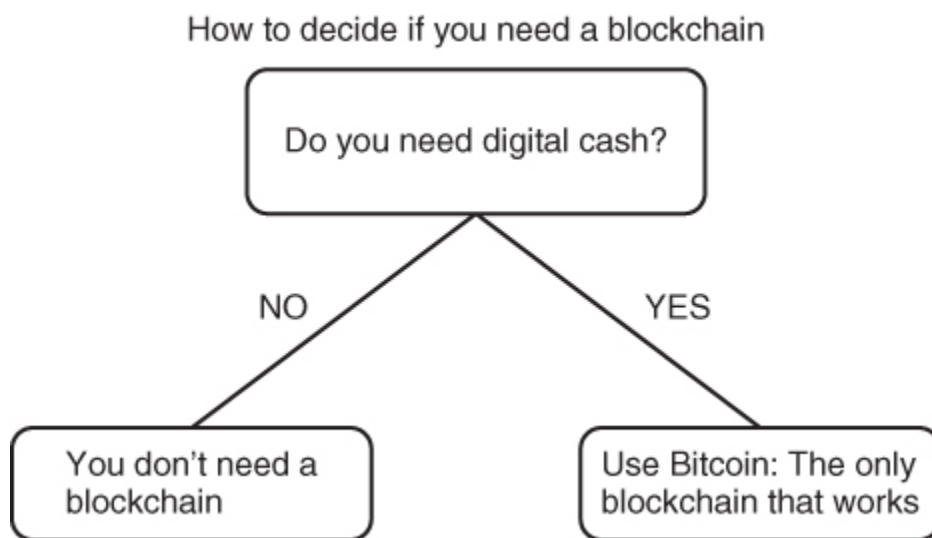 How to decide if you need a blockchain
Do you need digital cash?
NO
YES
You don't need a
blockchain
Use Bitcoin: The only
blockchain that works